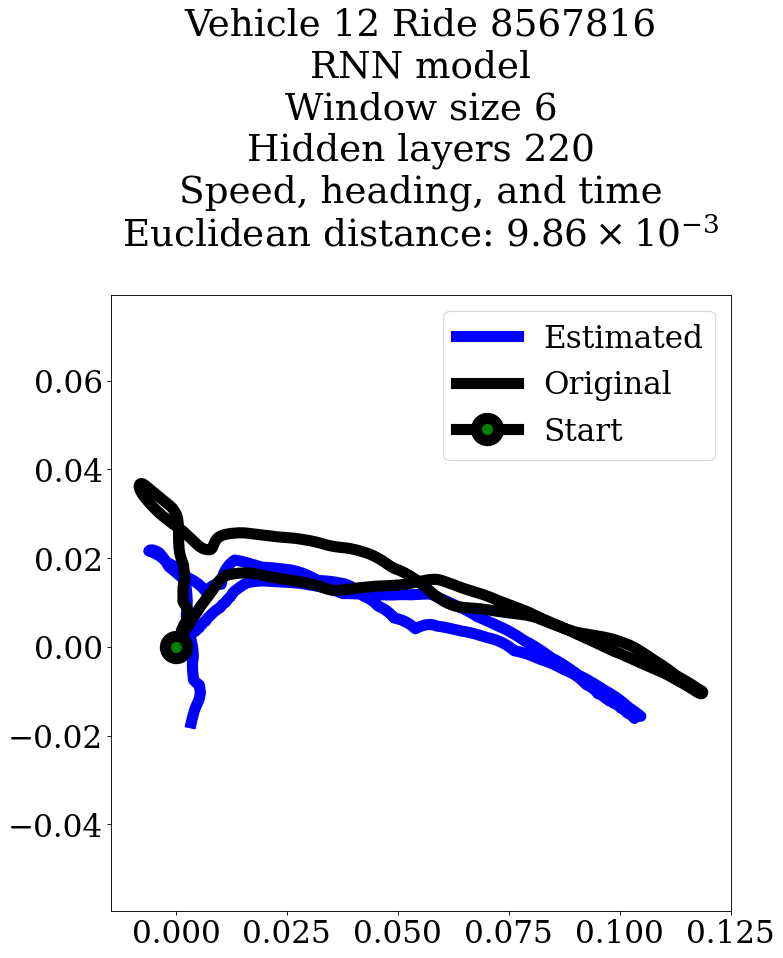 Vehicle 12 Ride 8567816
RNN model
Window size 6
Hidden layers 220
Speed, heading, and time
Euclidean distance: 9.86 × 10⁻³
Estimated
Original
Start
0.06
0.04
0.02
0.00
−0.02
−0.04
0.000 0.025 0.050 0.075 0.100 0.125